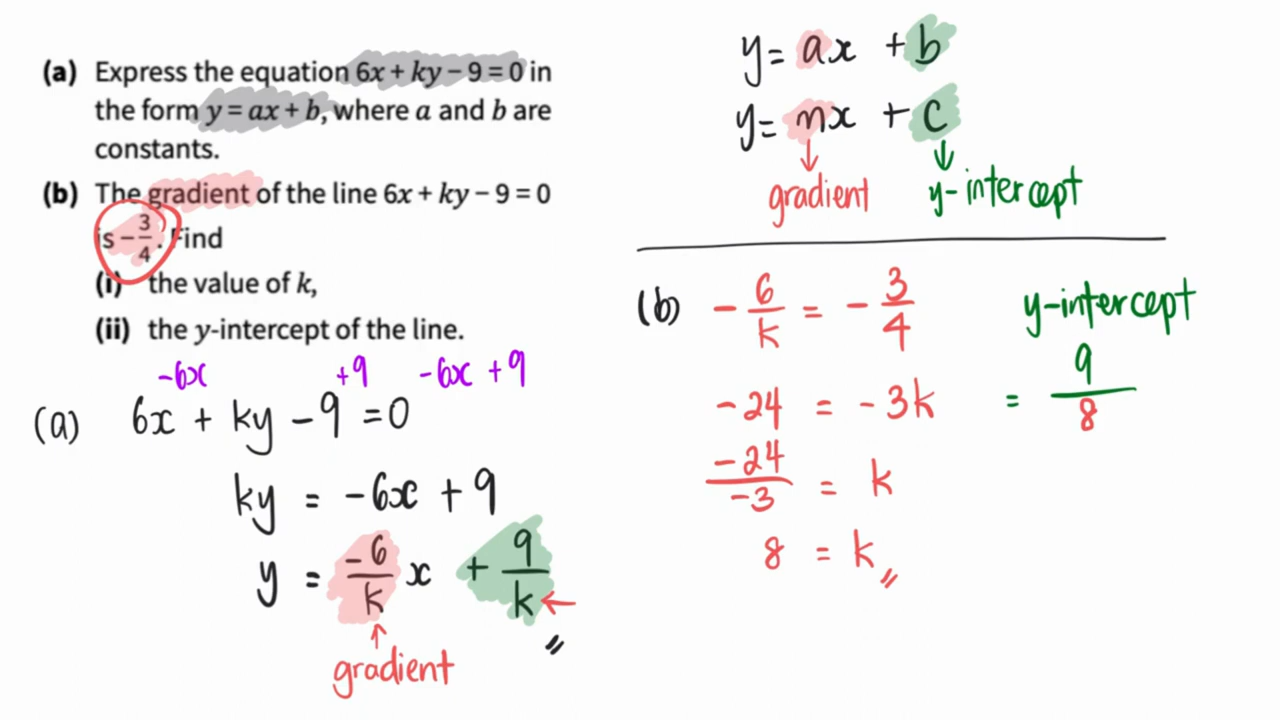 (a) Express the equation 6x + ky − 9 = 0 in
the form y = ax + b, where a and b are
constants.
(b) The gradient of the line 6x + ky − 9 = 0
is −3/4. Find
(i) the value of k,
(ii) the y-intercept of the line.
−6x +9 −6x +9
(a) 6x + ky − 9 = 0
ky = −6x + 9
y = −6/k x + 9/k
gradient
y = ax + b
y = mx + c
gradient y-intercept
(b) −6/k = −3/4
−24 = −3k
−24/−3 = k
8 = k
y-intercept
= 9/8